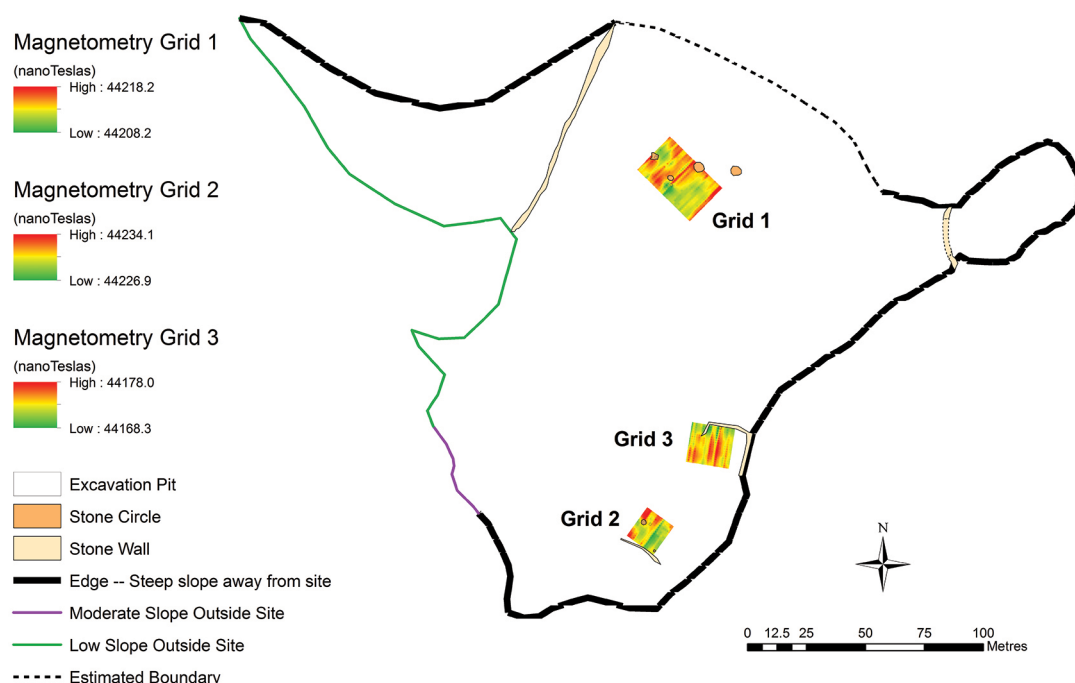 Magnetometry Grid 1
(nanoTeslas)
High : 44218.2
Low : 44208.2
Magnetometry Grid 2
(nanoTeslas)
High : 44234.1
Low : 44226.9
Magnetometry Grid 3
(nanoTeslas)
High : 44178.0
Low : 44168.3
Excavation Pit
Stone Circle
Stone Wall
Edge -- Steep slope away from site
Moderate Slope Outside Site
Low Slope Outside Site
Estimated Boundary
Grid 1
Grid 3
Grid 2
N
0 12.5 25 50 75 100
Metres